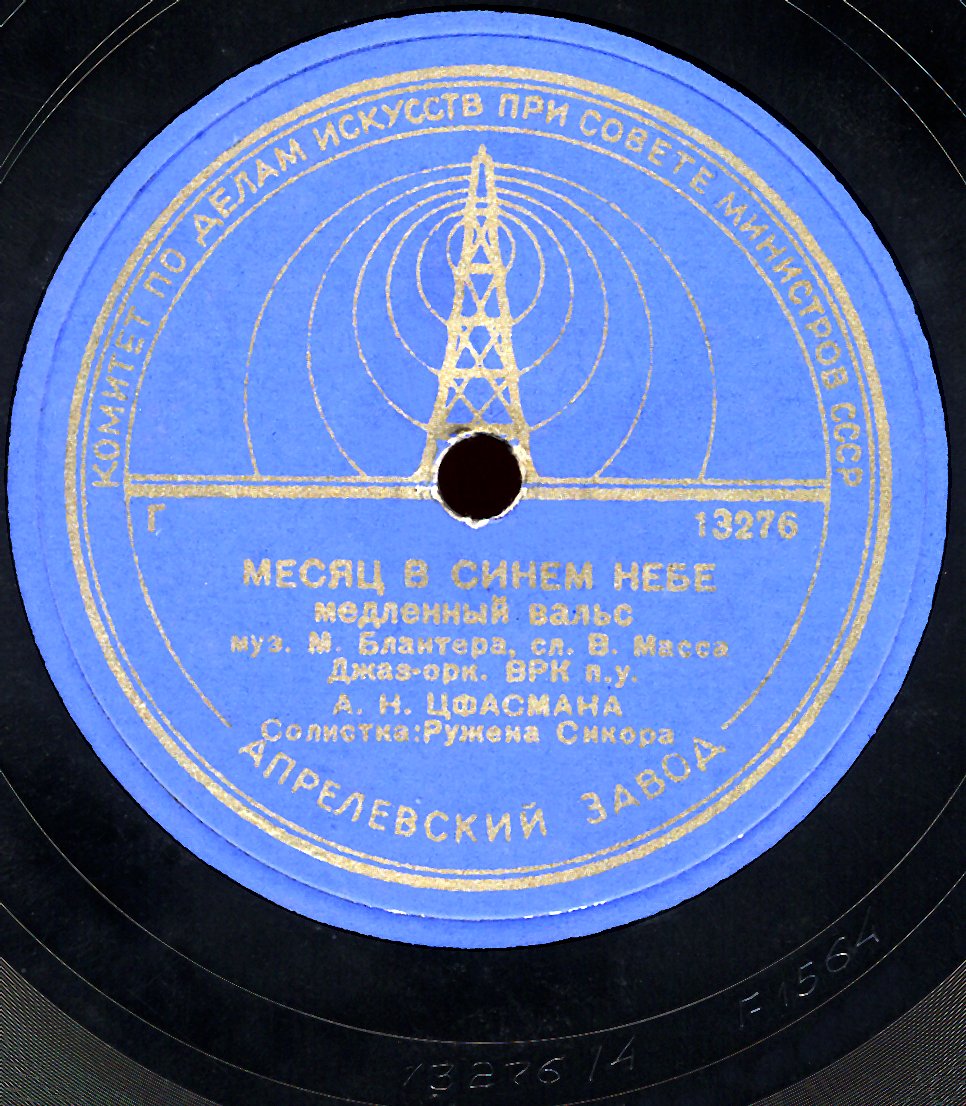 КОМИТЕТ ПО ДЕЛАМ ИСКУССТВ ПРИ СОВЕТЕ МИНИСТРОВ СССР
Г
13276
МЕСЯЦ В СИНЕМ НЕБЕ
медленный вальс
муз. М. Блантера, сл. В. Масса
Джаз-орк. ВРК п.у.
А. Н. ЦФАСМАНА
Солистка:Ружена Сикора
АПРЕЛЕВСКИЙ ЗАВОД
13276/4
F1564